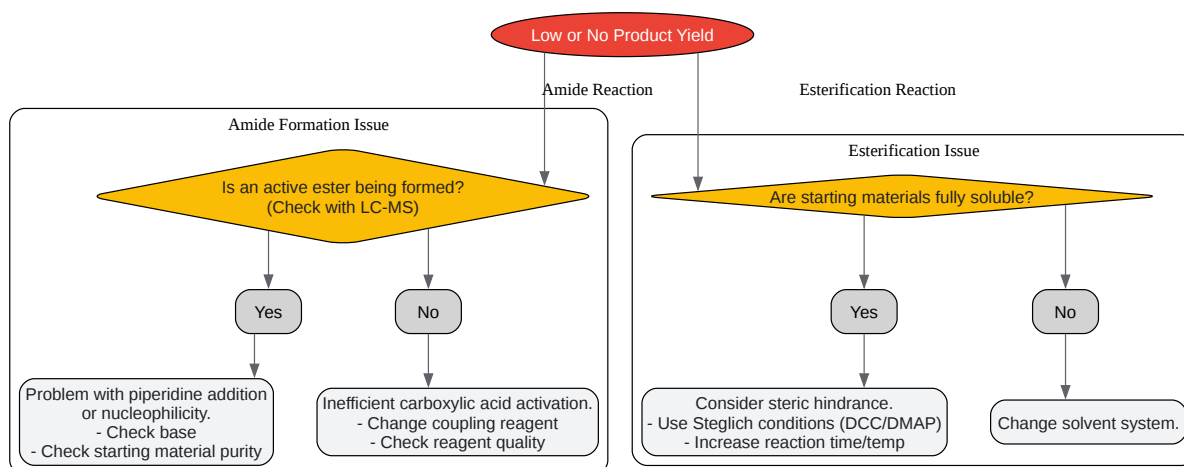 Low or No Product Yield
Amide Reaction
Esterification Reaction
Amide Formation Issue
Is an active ester being formed?
(Check with LC-MS)
Yes
No
Problem with piperidine addition
or nucleophilicity.
- Check base
- Check starting material purity
Inefficient carboxylic acid activation.
- Change coupling reagent
- Check reagent quality
Esterification Issue
Are starting materials fully soluble?
Yes
No
Consider steric hindrance.
- Use Steglich conditions (DCC/DMAP)
- Increase reaction time/temp
Change solvent system.